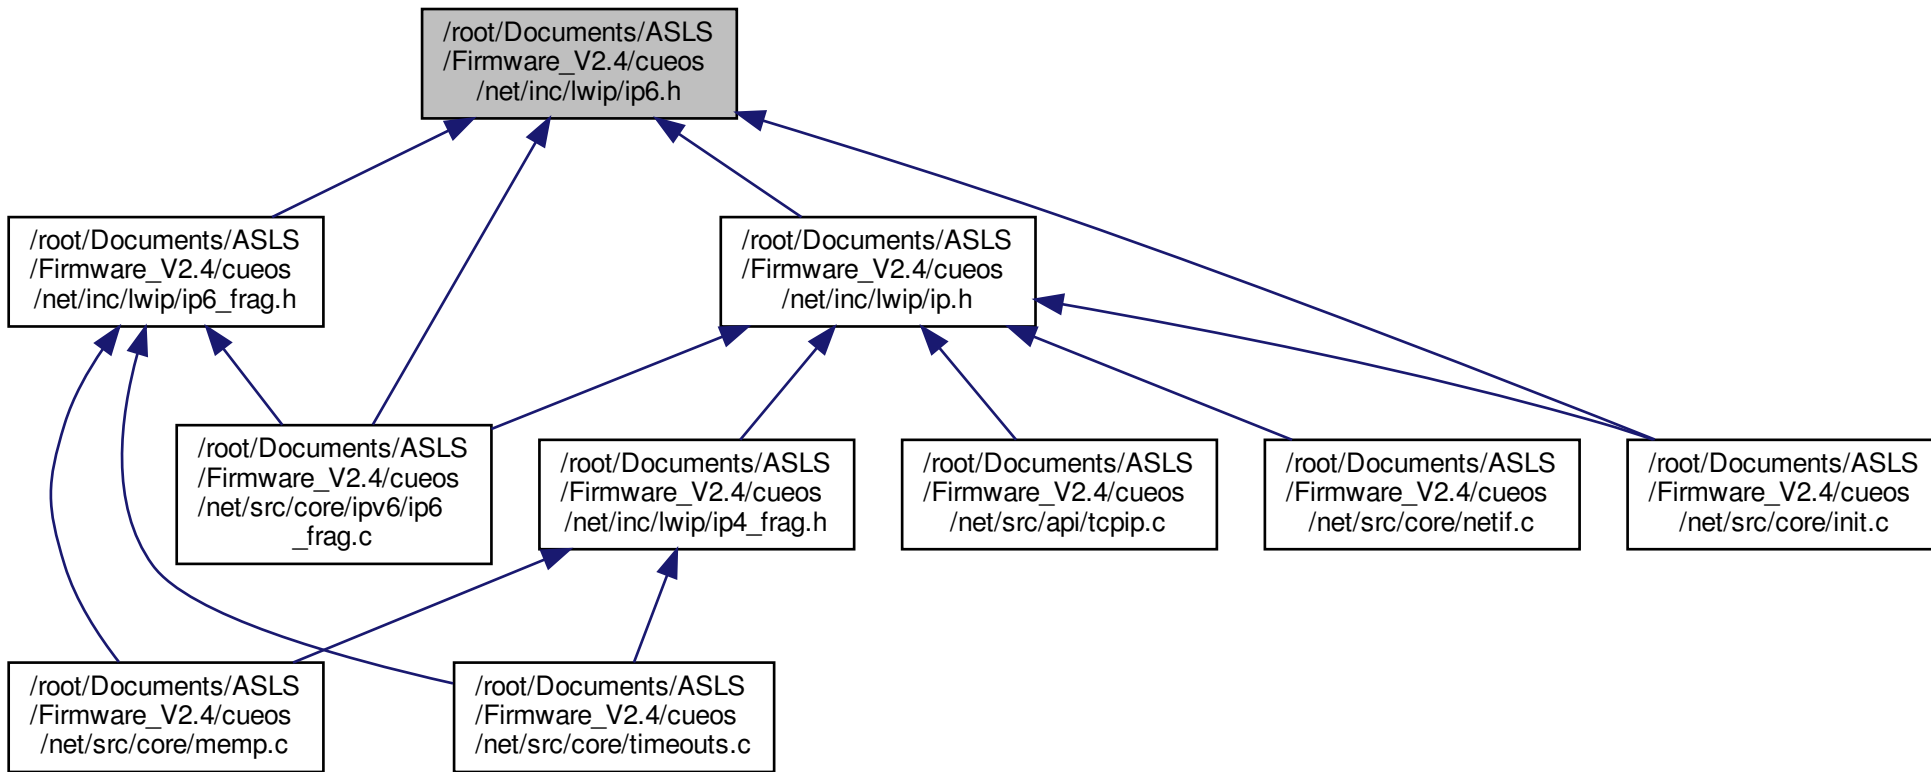 /root/Documents/ASLS
/Firmware_V2.4/cueos
/net/inc/lwip/ip6.h
/root/Documents/ASLS
/Firmware_V2.4/cueos
/net/inc/lwip/ip6_frag.h
/root/Documents/ASLS
/Firmware_V2.4/cueos
/net/inc/lwip/ip.h
/root/Documents/ASLS
/Firmware_V2.4/cueos
/net/src/core/ipv6/ip6
_frag.c
/root/Documents/ASLS
/Firmware_V2.4/cueos
/net/inc/lwip/ip4_frag.h
/root/Documents/ASLS
/Firmware_V2.4/cueos
/net/src/api/tcpip.c
/root/Documents/ASLS
/Firmware_V2.4/cueos
/net/src/core/netif.c
/root/Documents/ASLS
/Firmware_V2.4/cueos
/net/src/core/init.c
/root/Documents/ASLS
/Firmware_V2.4/cueos
/net/src/core/memp.c
/root/Documents/ASLS
/Firmware_V2.4/cueos
/net/src/core/timeouts.c